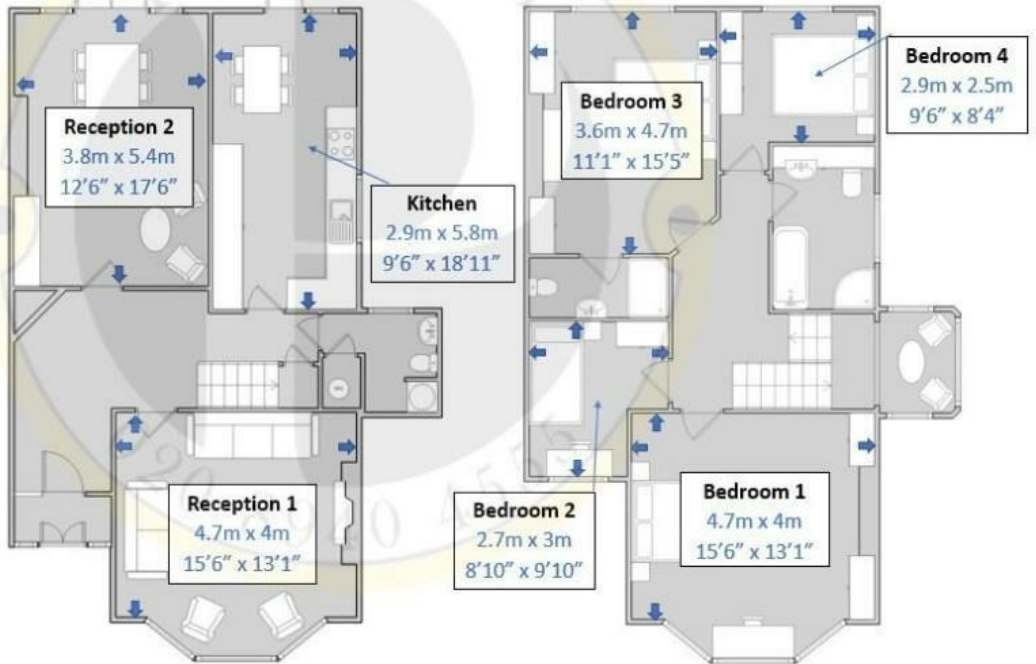 Reception 2
3.8m x 5.4m
12’6” x 17’6”
Kitchen
2.9m x 5.8m
9’6” x 18’11”
Reception 1
4.7m x 4m
15’6” x 13’1”
Bedroom 3
3.6m x 4.7m
11’1” x 15’5”
Bedroom 4
2.9m x 2.5m
9’6” x 8’4”
Bedroom 2
2.7m x 3m
8’10” x 9’10”
Bedroom 1
4.7m x 4m
15’6” x 13’1”
020 8940 4555